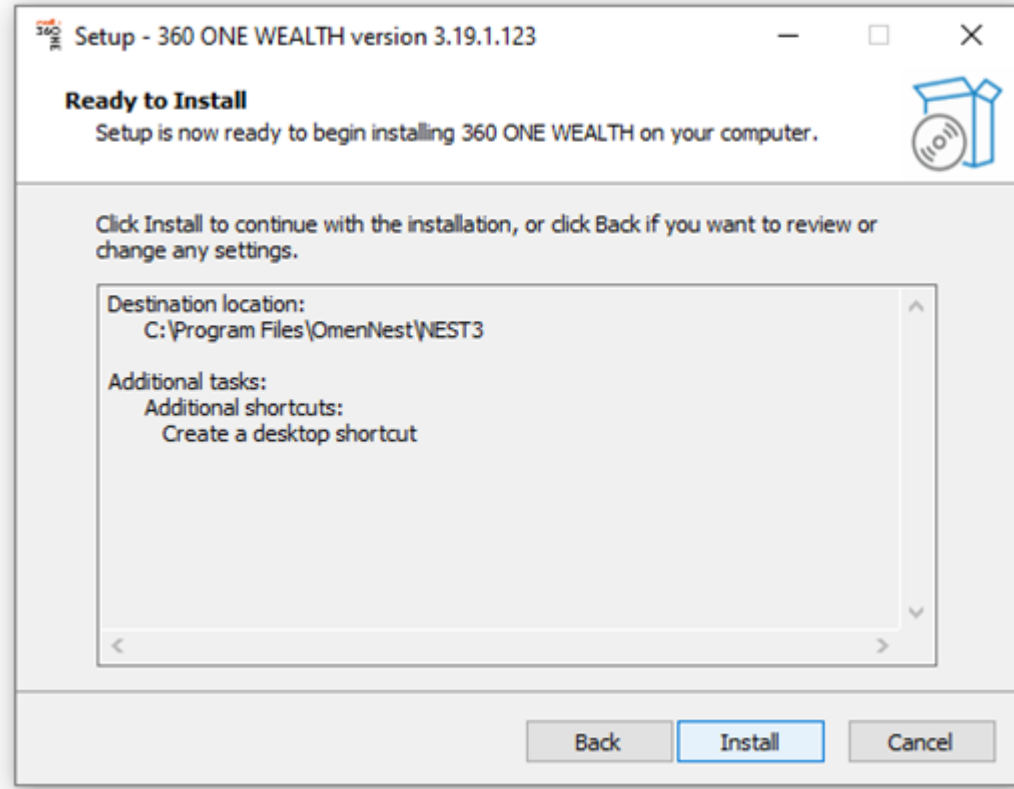 360
ONE
Setup - 360 ONE WEALTH version 3.19.1.123
Ready to Install
Setup is now ready to begin installing 360 ONE WEALTH on your computer.
Click Install to continue with the installation, or click Back if you want to review or
change any settings.
Destination location:
C:\Program Files\OmenNest\NEST3
Additional tasks:
Additional shortcuts:
Create a desktop shortcut
Back
Install
Cancel